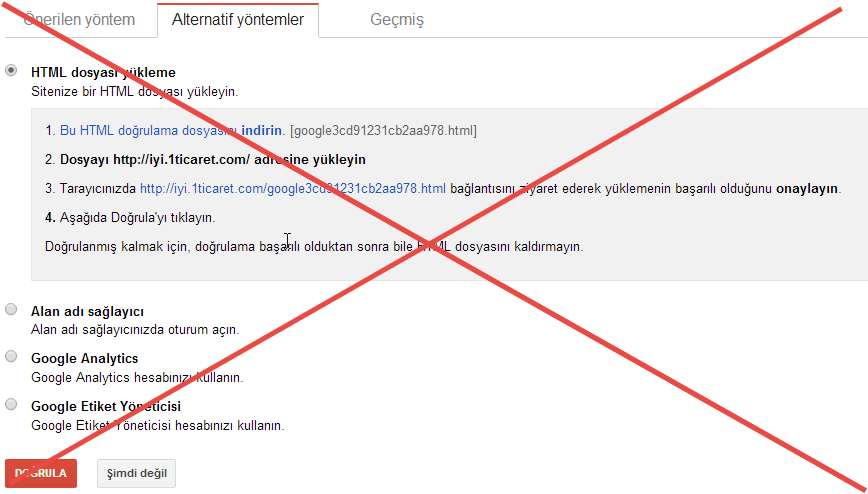 Önerilen yöntem Alternatif yöntemler Geçmiş
HTML dosyası yükleme
Sitenize bir HTML dosyası yükleyin.
1. Bu HTML doğrulama dosyasını indirin. [google3cd91231cb2aa978.html]
2. Dosyayı http://iyi.1ticaret.com/ adresine yükleyin
3. Tarayıcınızda http://iyi.1ticaret.com/google3cd91231cb2aa978.html bağlantısını ziyaret ederek yüklemenin başarılı olduğunu onaylayın.
4. Aşağıda Doğrula'yı tıklayın.
Doğrulanmış kalmak için, doğrulama başarılı olduktan sonra bile HTML dosyasını kaldırmayın.
Alan adı sağlayıcı
Alan adı sağlayıcınızda oturum açın.
Google Analytics
Google Analytics hesabınızı kullanın.
Google Etiket Yöneticisi
Google Etiket Yöneticisi hesabınızı kullanın.
DOĞRULA Şimdi değil